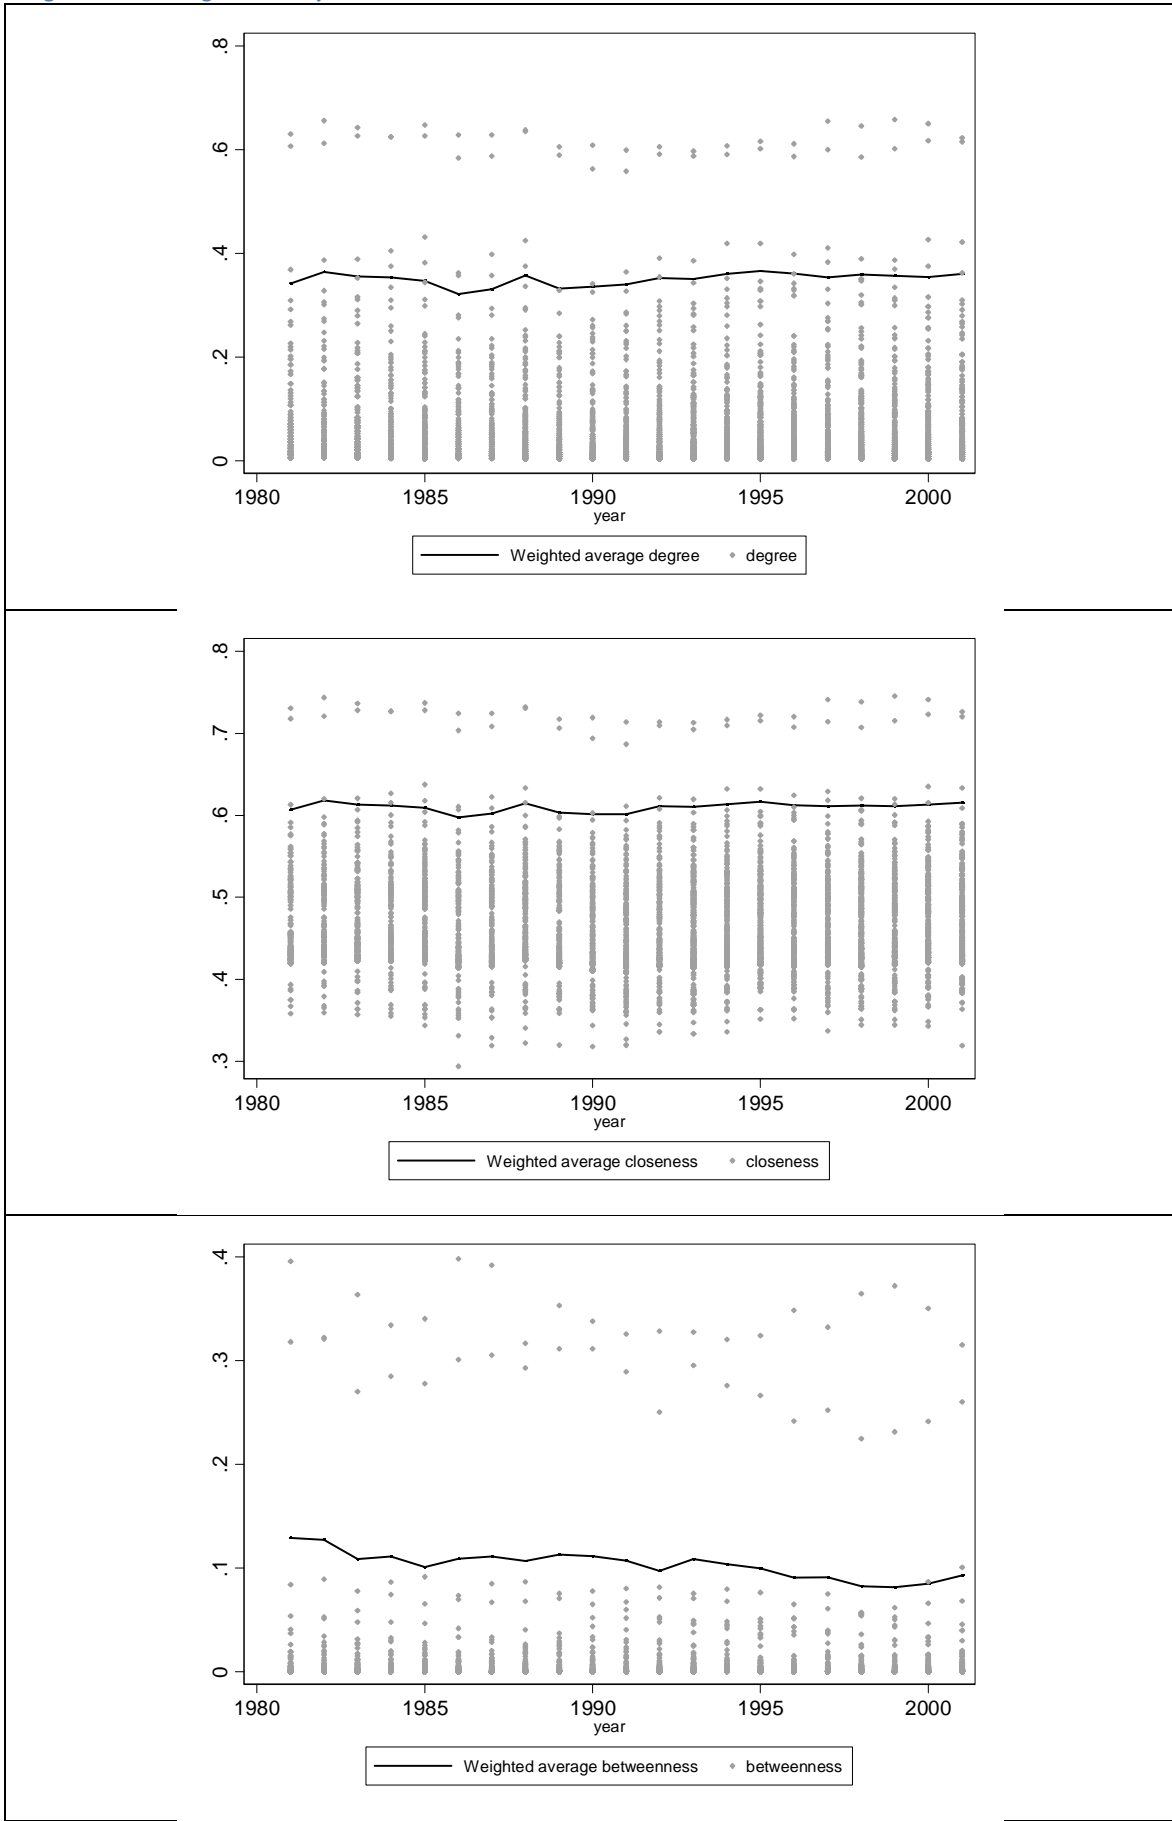 .8
.6
.4
.2
0
1980 1985 1990 1995 2000
year
Weighted average degree degree
.8
.7
.6
.5
.4
.3
1980 1985 1990 1995 2000
year
Weighted average closeness closeness
.4
.3
.2
.1
0
1980 1985 1990 1995 2000
year
Weighted average betweenness betweenness